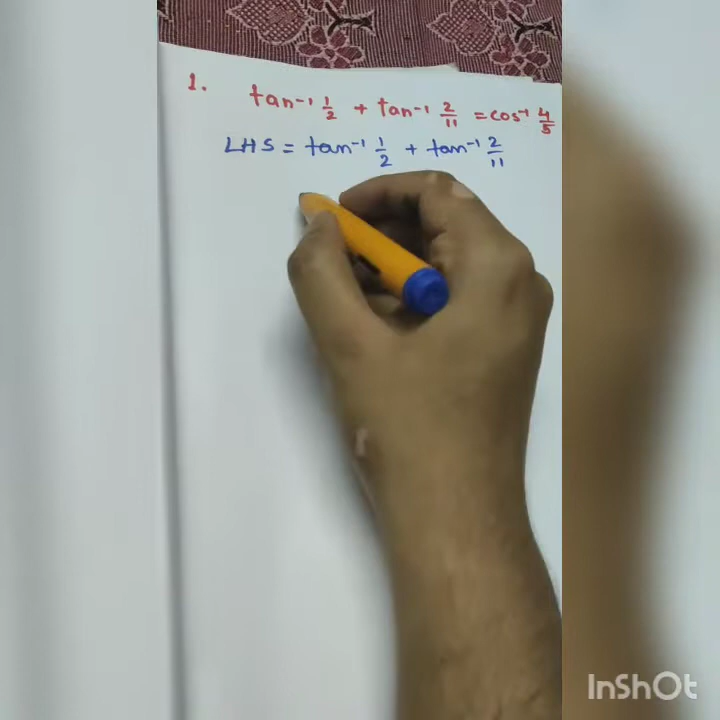 1. tan⁻¹ 1/2 + tan⁻¹ 2/11 = cos⁻¹ 4/5
LHS = tan⁻¹ 1/2 + tan⁻¹ 2/11
InShOt